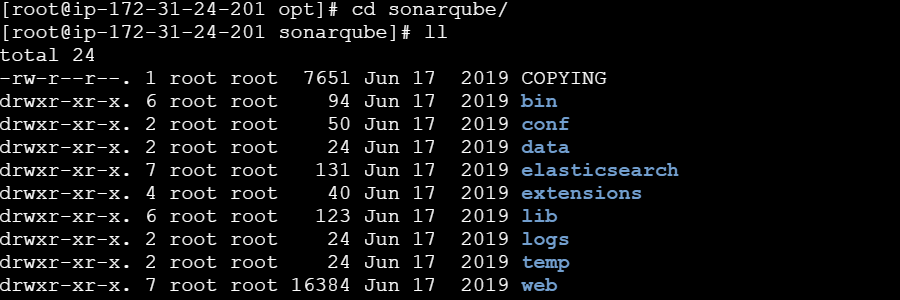 [root@ip-172-31-24-201 opt]# cd sonarqube/
[root@ip-172-31-24-201 sonarqube]# ll
total 24
-rw-r--r--. 1 root root  7651 Jun 17  2019 COPYING
drwxr-xr-x. 6 root root    94 Jun 17  2019 bin
drwxr-xr-x. 2 root root    50 Jun 17  2019 conf
drwxr-xr-x. 2 root root    24 Jun 17  2019 data
drwxr-xr-x. 7 root root   131 Jun 17  2019 elasticsearch
drwxr-xr-x. 4 root root    40 Jun 17  2019 extensions
drwxr-xr-x. 6 root root   123 Jun 17  2019 lib
drwxr-xr-x. 2 root root    24 Jun 17  2019 logs
drwxr-xr-x. 2 root root    24 Jun 17  2019 temp
drwxr-xr-x. 7 root root 16384 Jun 17  2019 web